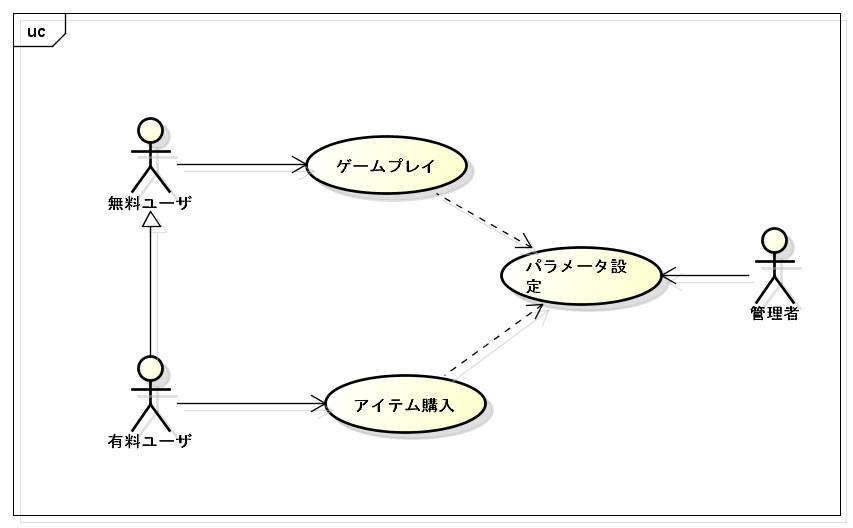 uc
ゲームプレイ
無料ユーザ
パラメータ設
定
管理者
アイテム購入
有料ユーザ